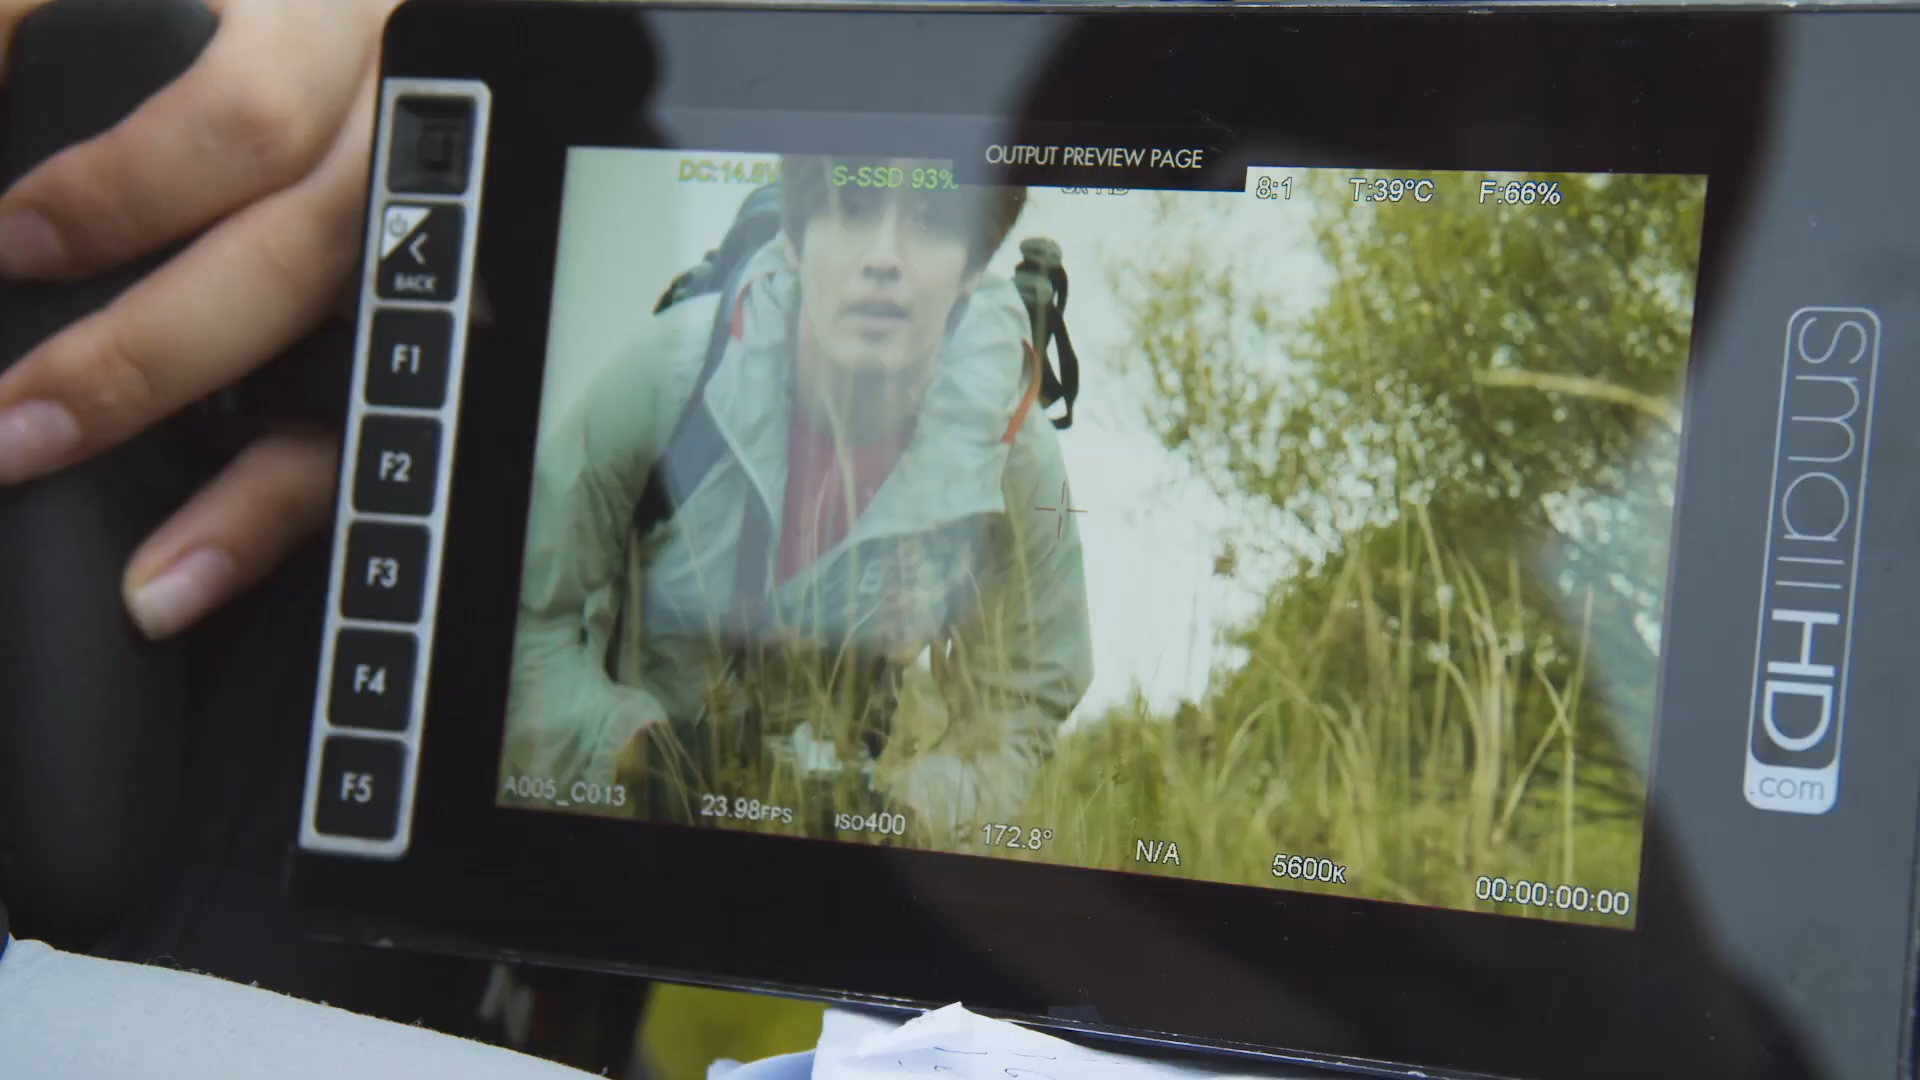 OUTPUT PREVIEW PAGE
DC:14.8V S-SSD 93% 8:1 T:39°C F:66%
BACK
F1
F2
F3
F4
F5
A005_C013 23.98FPS ISO400 172.8° N/A 5600K 00:00:00:00
smallHD
.com